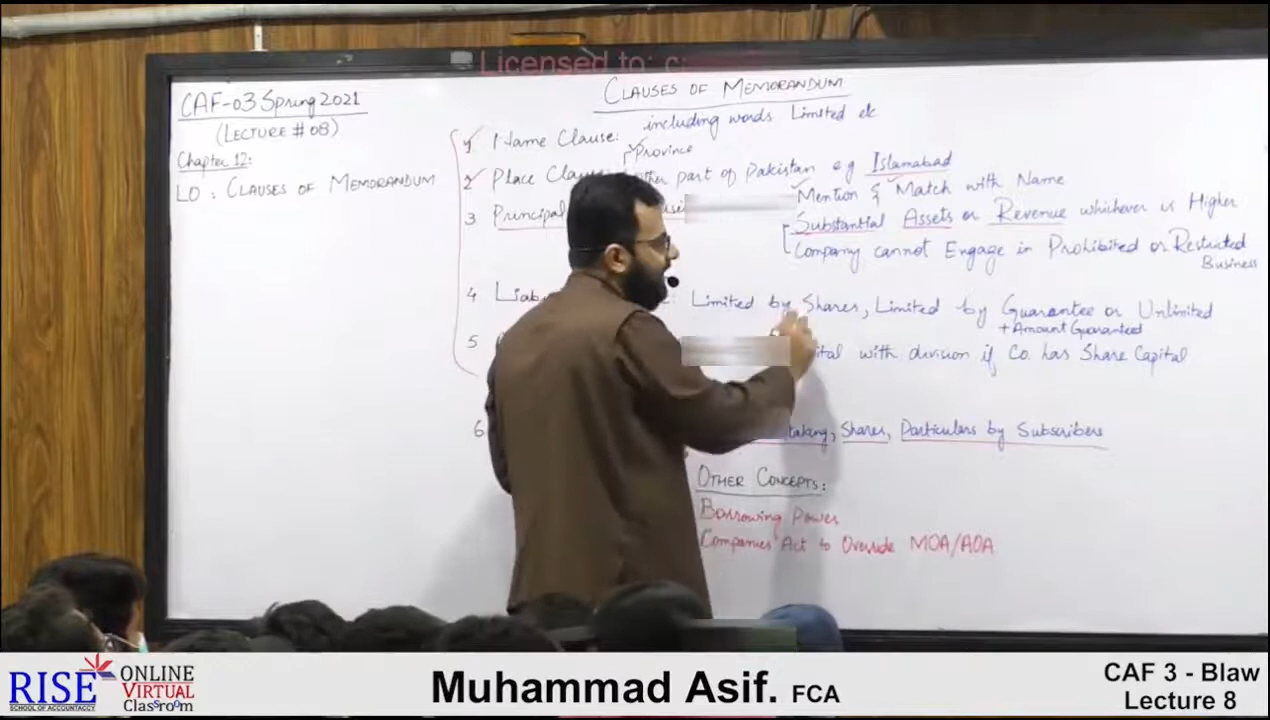 Licensed to: c
CAF-03 Spring 2021
(LECTURE # 08)
Chapter 12:
LO : CLAUSES OF MEMORANDUM
CLAUSES OF MEMORANDUM
1 Name Clause: including words Limited etc
Province
2 Place other part of Pakistan eg Islamabad
3 Principal Mention & Match with Name
Substantial Assets or Revenue whichever is Higher
Company cannot Engage in Prohibited or Restricted
Business
4 Liab : Limited by Shares, Limited by Guarantee or Unlimited
+ Amount Guaranteed
5 ital with division if Co. has Share Capital
6 taking, Shares, Particulars by Subscribers
OTHER CONCEPTS:
Borrowing Power
Companies Act to Override MOA/AOA
RISE
SCHOOL OF ACCOUNTANCY
ONLINE
VIRTUAL
Classroom
Muhammad Asif. FCA
CAF 3 - Blaw
Lecture 8